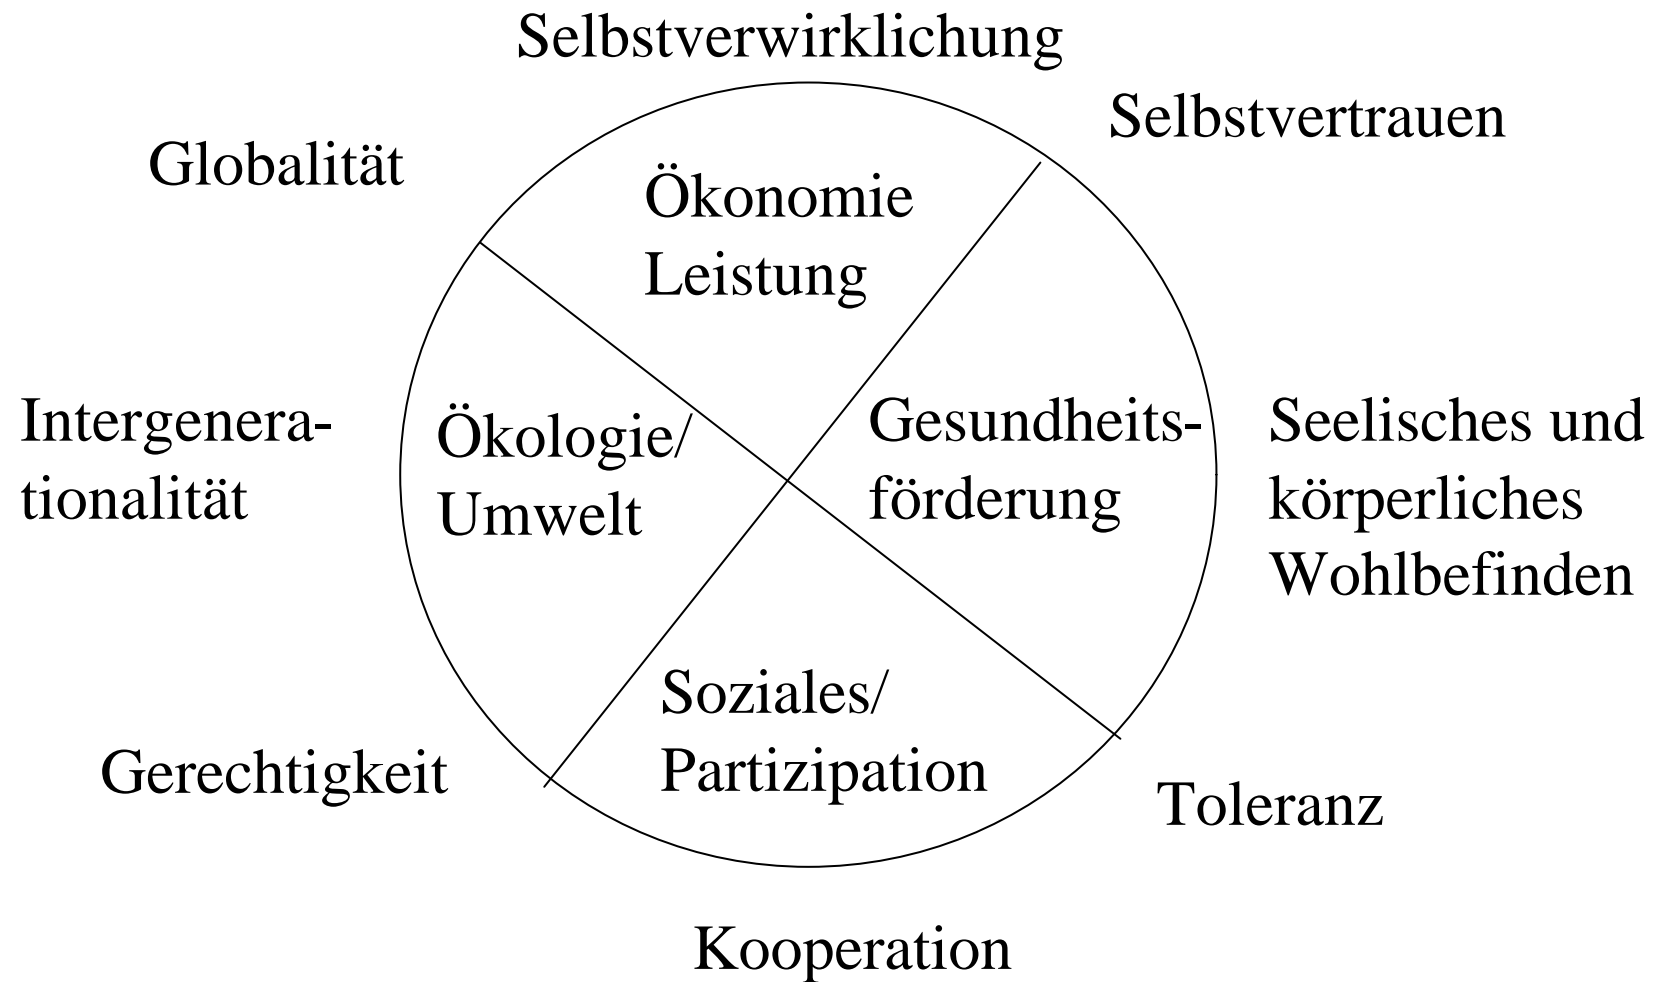 Selbstverwirklichung
Selbstvertrauen
Globalität
Ökonomie
Leistung
Intergenera-
tionalität
Ökologie/
Umwelt
Gesundheits-
förderung
Seelisches und
körperliches
Wohlbefinden
Soziales/
Partizipation
Gerechtigkeit
Toleranz
Kooperation